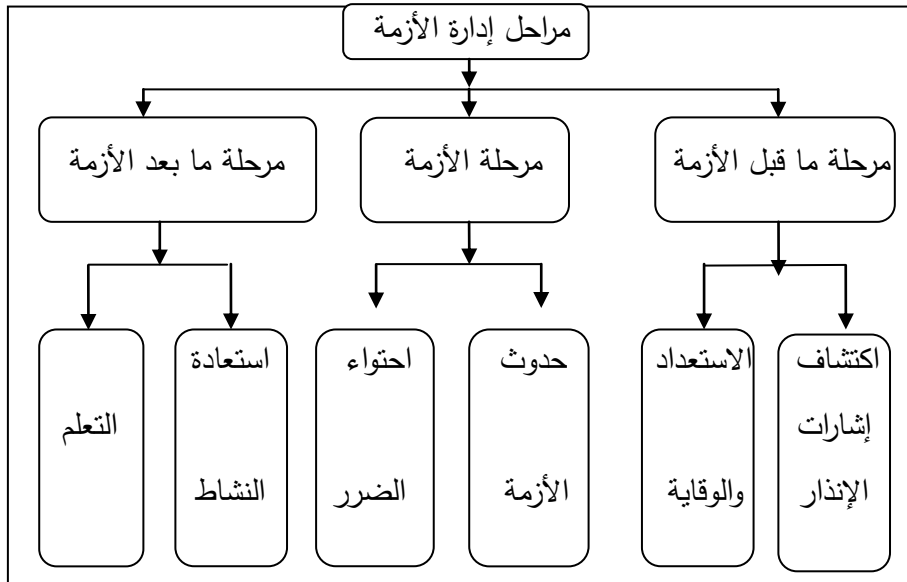 مراحل إدارة الأزمة
مرحلة ما قبل الأزمة
مرحلة الأزمة
مرحلة ما بعد الأزمة
اكتشاف
إشارات
الإنذار
الاستعداد
والوقاية
حدوث
الأزمة
احتواء
الضرر
استعادة
النشاط
التعلم